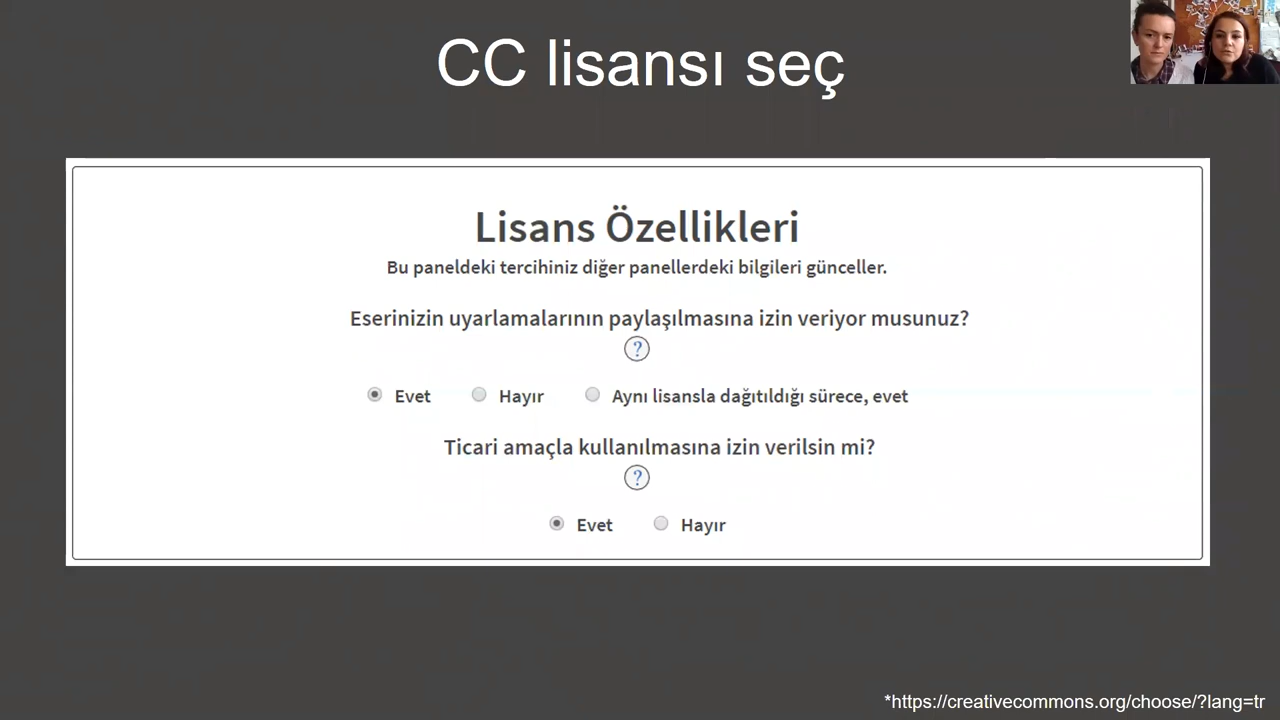 CC lisansı seç
Lisans Özellikleri
Bu paneldeki tercihiniz diğer panellerdeki bilgileri günceller.
Eserinizin uyarlamalarının paylaşılmasına izin veriyor musunuz?
?
Evet Hayır Aynı lisansla dağıtıldığı sürece, evet
Ticari amaçla kullanılmasına izin verilsin mi?
?
Evet Hayır
*https://creativecommons.org/choose/?lang=tr